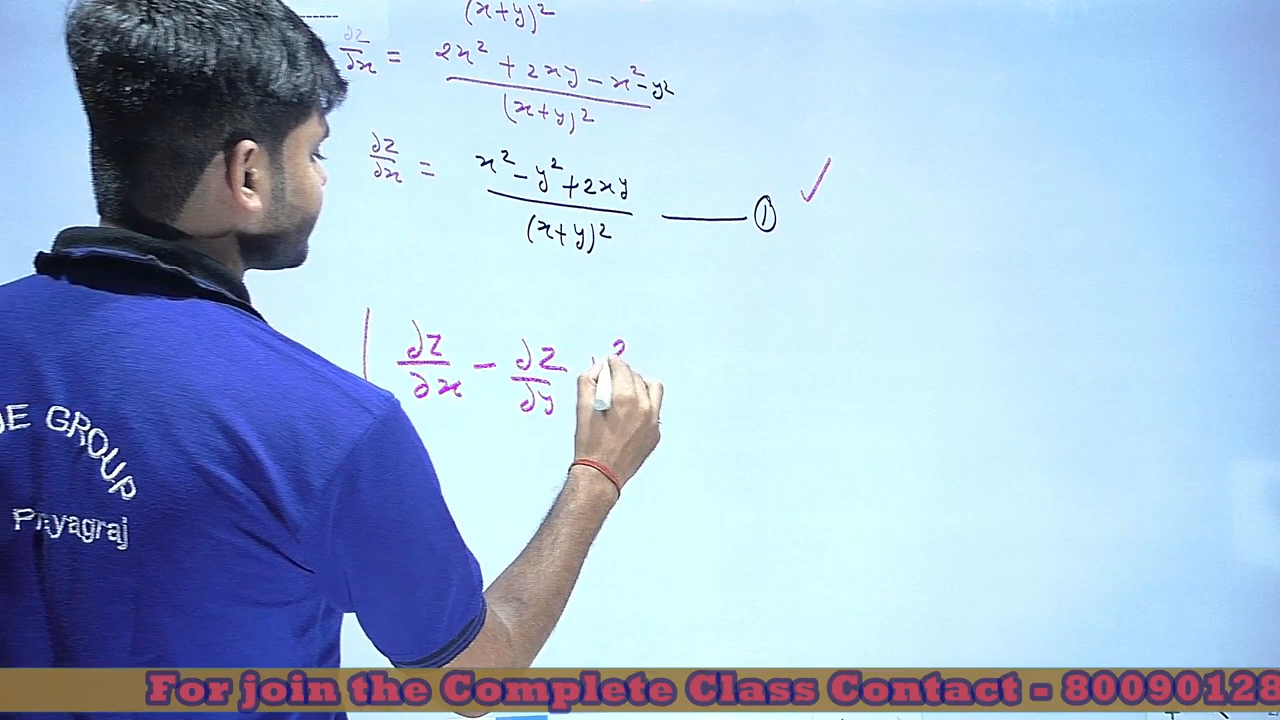 (x+y)²
∂z/∂x = (2x² + 2xy - x² - y²)/(x+y)²
∂z/∂x = (x² - y² + 2xy)/(x+y)² —— ① ✓
| ∂z/∂x - ∂z/∂y
GROUP
Prayagraj
For join the Complete Class Contact - 80090128